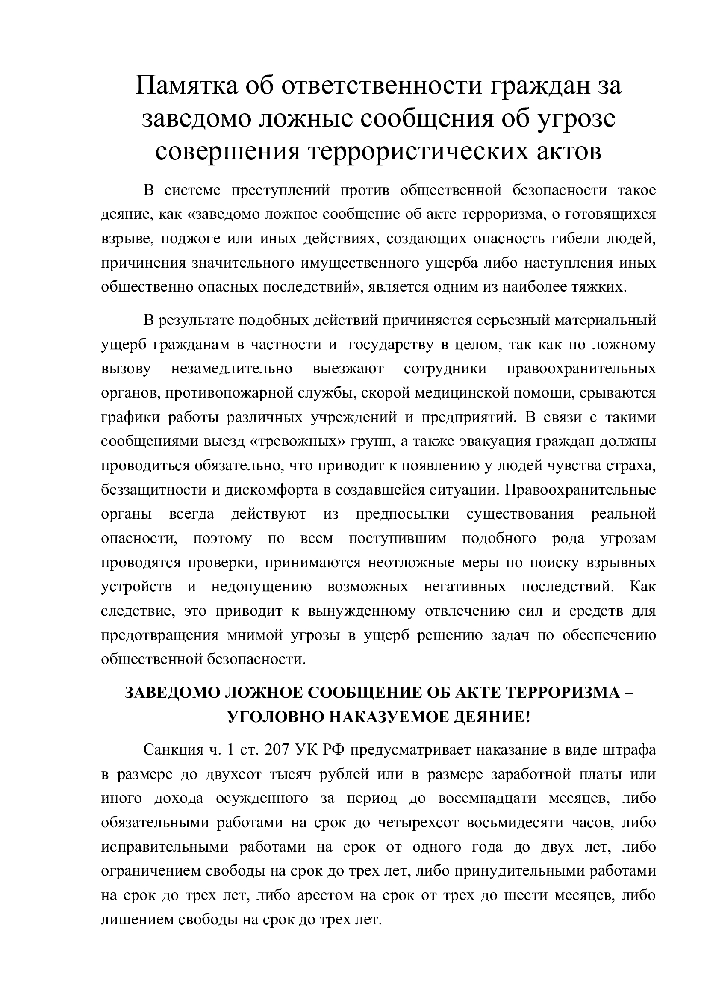 Памятка об ответственности граждан за
заведомо ложные сообщения об угрозе
совершения террористических актов
В системе преступлений против общественной безопасности такое
деяние, как «заведомо ложное сообщение об акте терроризма, о готовящихся
взрыве, поджоге или иных действиях, создающих опасность гибели людей,
причинения значительного имущественного ущерба либо наступления иных
общественно опасных последствий», является одним из наиболее тяжких.
В результате подобных действий причиняется серьезный материальный
ущерб гражданам в частности и  государству в целом, так как по ложному
вызову незамедлительно выезжают сотрудники правоохранительных
органов, противопожарной службы, скорой медицинской помощи, срываются
графики работы различных учреждений и предприятий. В связи с такими
сообщениями выезд «тревожных» групп, а также эвакуация граждан должны
проводиться обязательно, что приводит к появлению у людей чувства страха,
беззащитности и дискомфорта в создавшейся ситуации. Правоохранительные
органы всегда действуют из предпосылки существования реальной
опасности, поэтому по всем поступившим подобного рода угрозам
проводятся проверки, принимаются неотложные меры по поиску взрывных
устройств и недопущению возможных негативных последствий. Как
следствие, это приводит к вынужденному отвлечению сил и средств для
предотвращения мнимой угрозы в ущерб решению задач по обеспечению
общественной безопасности.
ЗАВЕДОМО ЛОЖНОЕ СООБЩЕНИЕ ОБ АКТЕ ТЕРРОРИЗМА –
УГОЛОВНО НАКАЗУЕМОЕ ДЕЯНИЕ!
Санкция ч. 1 ст. 207 УК РФ предусматривает наказание в виде штрафа
в размере до двухсот тысяч рублей или в размере заработной платы или
иного дохода осужденного за период до восемнадцати месяцев, либо
обязательными работами на срок до четырехсот восьмидесяти часов, либо
исправительными работами на срок от одного года до двух лет, либо
ограничением свободы на срок до трех лет, либо принудительными работами
на срок до трех лет, либо арестом на срок от трех до шести месяцев, либо
лишением свободы на срок до трех лет.